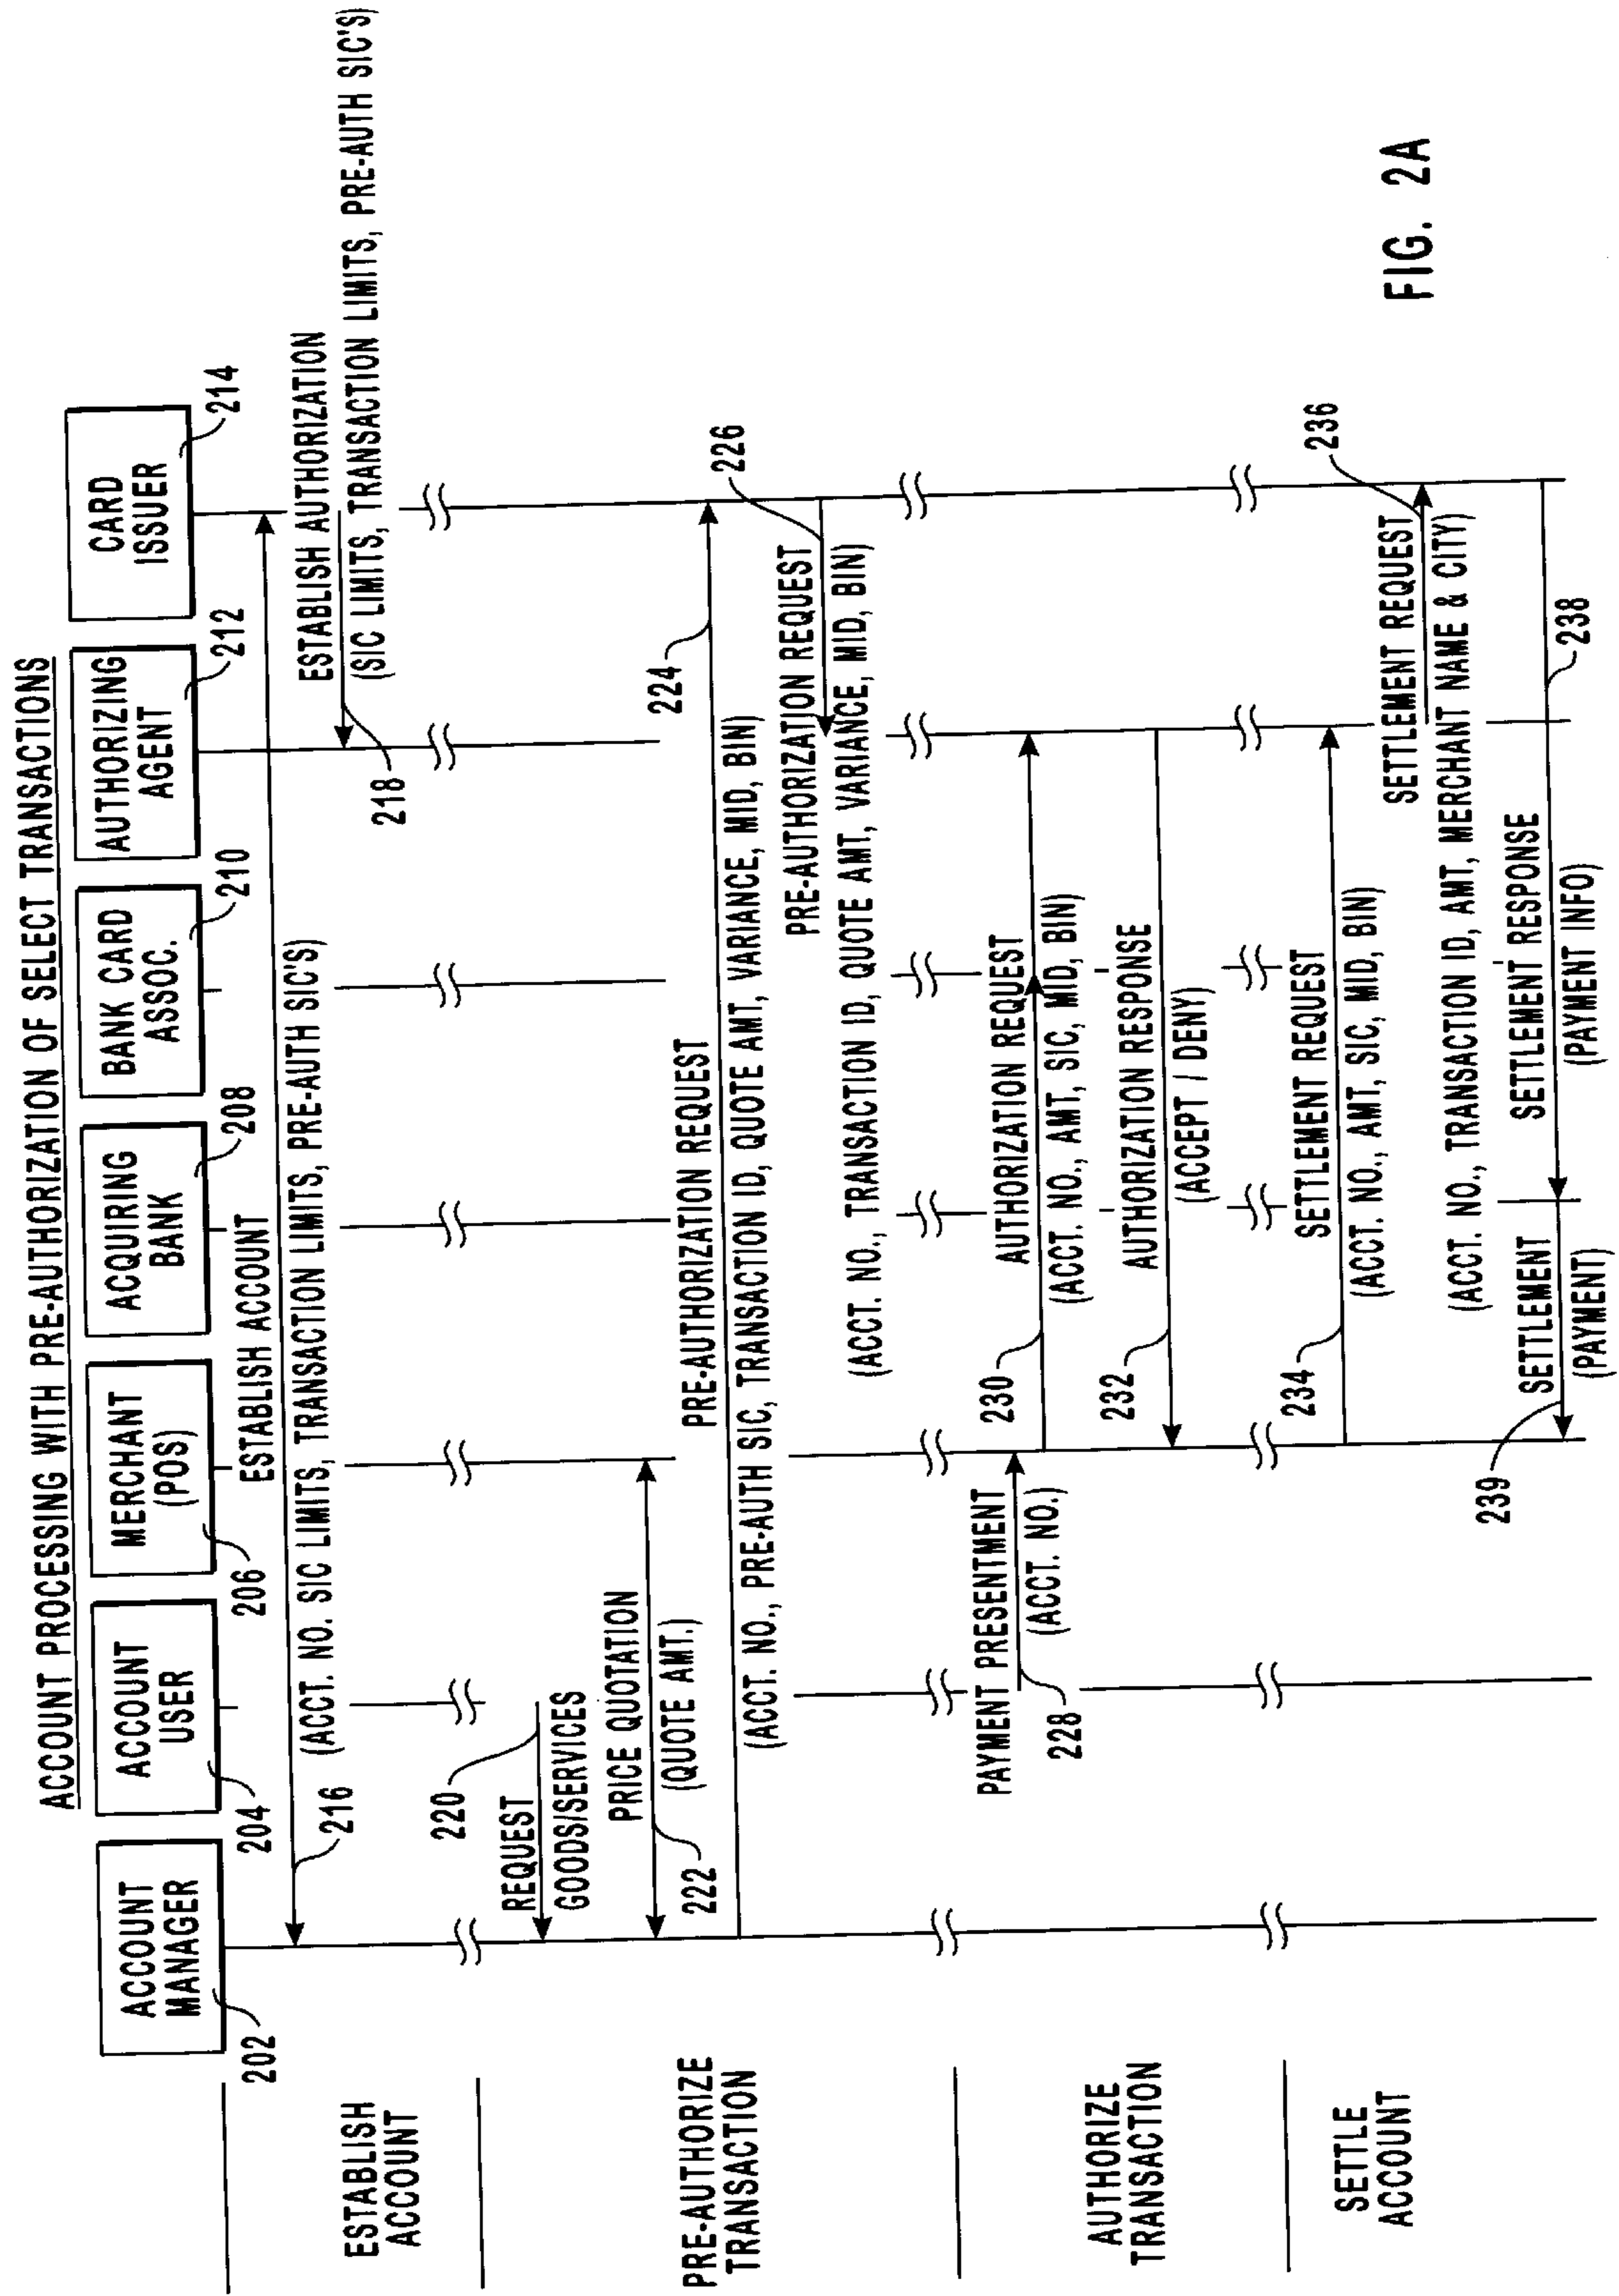 ACCOUNT PROCESSING WITH PRE-AUTHORIZATION OF SELECT TRANSACTIONS
ACCOUNT
MANAGER
202
ACCOUNT
USER
204
MERCHANT
(POS)
206
ACQUIRING
BANK
208
BANK CARD
ASSOC.
210
AUTHORIZING
AGENT
212
CARD
ISSUER
214
ESTABLISH
ACCOUNT
ESTABLISH ACCOUNT
(ACCT. NO. SIC LIMITS, TRANSACTION LIMITS, PRE-AUTH SIC'S)
216
ESTABLISH AUTHORIZATION
(SIC LIMITS, TRANSACTION LIMITS, PRE-AUTH SIC'S)
218
PRE-AUTHORIZE
TRANSACTION
220
REQUEST
GOODS/SERVICES
PRICE QUOTATION
(QUOTE AMT.)
222
PRE-AUTHORIZATION REQUEST
224
(ACCT. NO., PRE-AUTH SIC, TRANSACTION ID, QUOTE AMT, VARIANCE, MID, BIN)
226
PRE-AUTHORIZATION REQUEST
(ACCT. NO., TRANSACTION ID, QUOTE AMT, VARIANCE, MID, BIN)
AUTHORIZE
TRANSACTION
PAYMENT PRESENTMENT
(ACCT. NO.)
228
230
AUTHORIZATION REQUEST
(ACCT. NO., AMT, SIC, MID, BIN)
232
AUTHORIZATION RESPONSE
(ACCEPT / DENY)
SETTLE
ACCOUNT
234
SETTLEMENT REQUEST
(ACCT. NO., AMT, SIC, MID, BIN)
236
SETTLEMENT REQUEST
(ACCT. NO., TRANSACTION ID, AMT, MERCHANT NAME & CITY)
SETTLEMENT RESPONSE
(PAYMENT INFO)
238
SETTLEMENT
(PAYMENT)
239
FIG. 2A